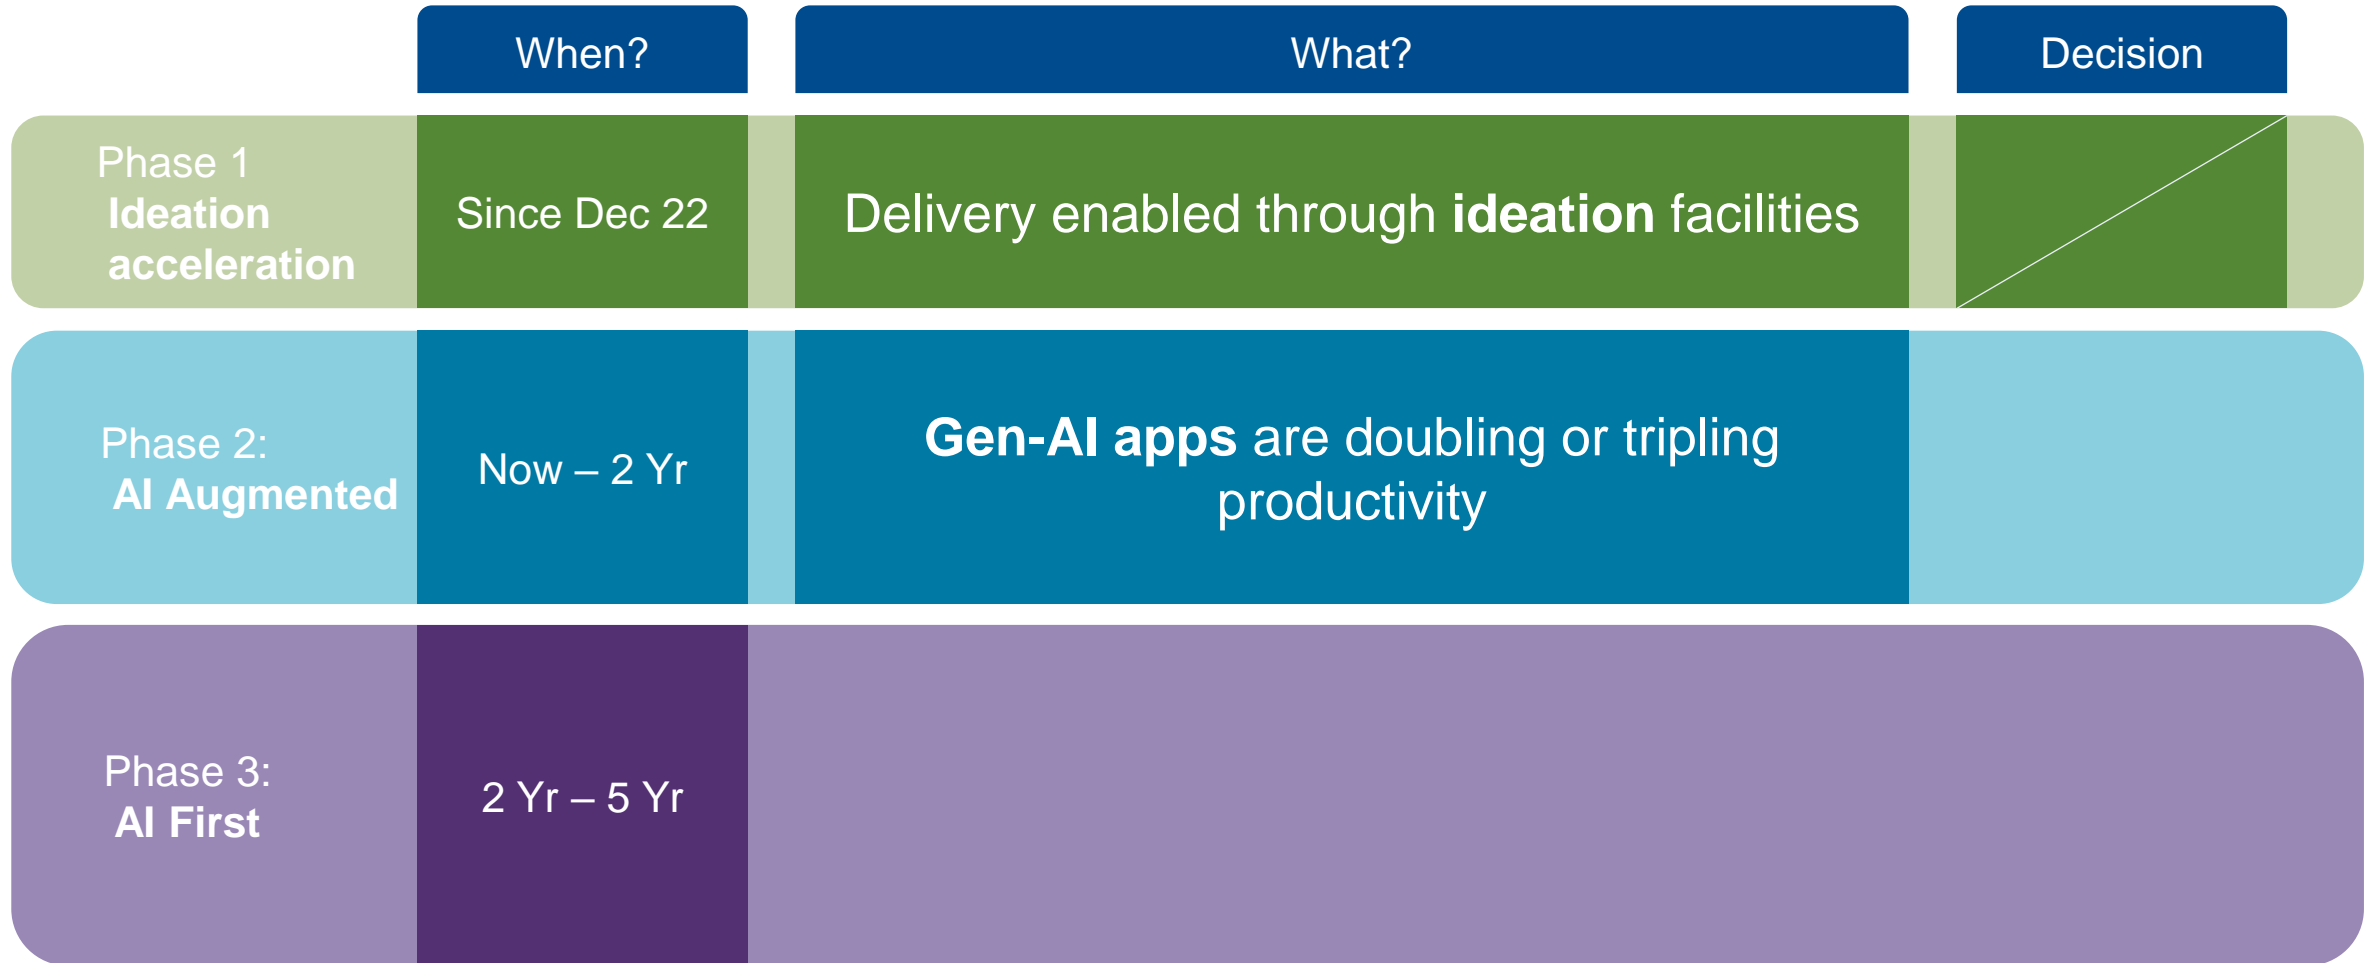 When?
What?
Decision
Phase 1
Ideation
acceleration
Since Dec 22
Delivery enabled through ideation facilities
Phase 2:
AI Augmented
Now – 2 Yr
Gen-AI apps are doubling or tripling
productivity
Phase 3:
AI First
2 Yr – 5 Yr